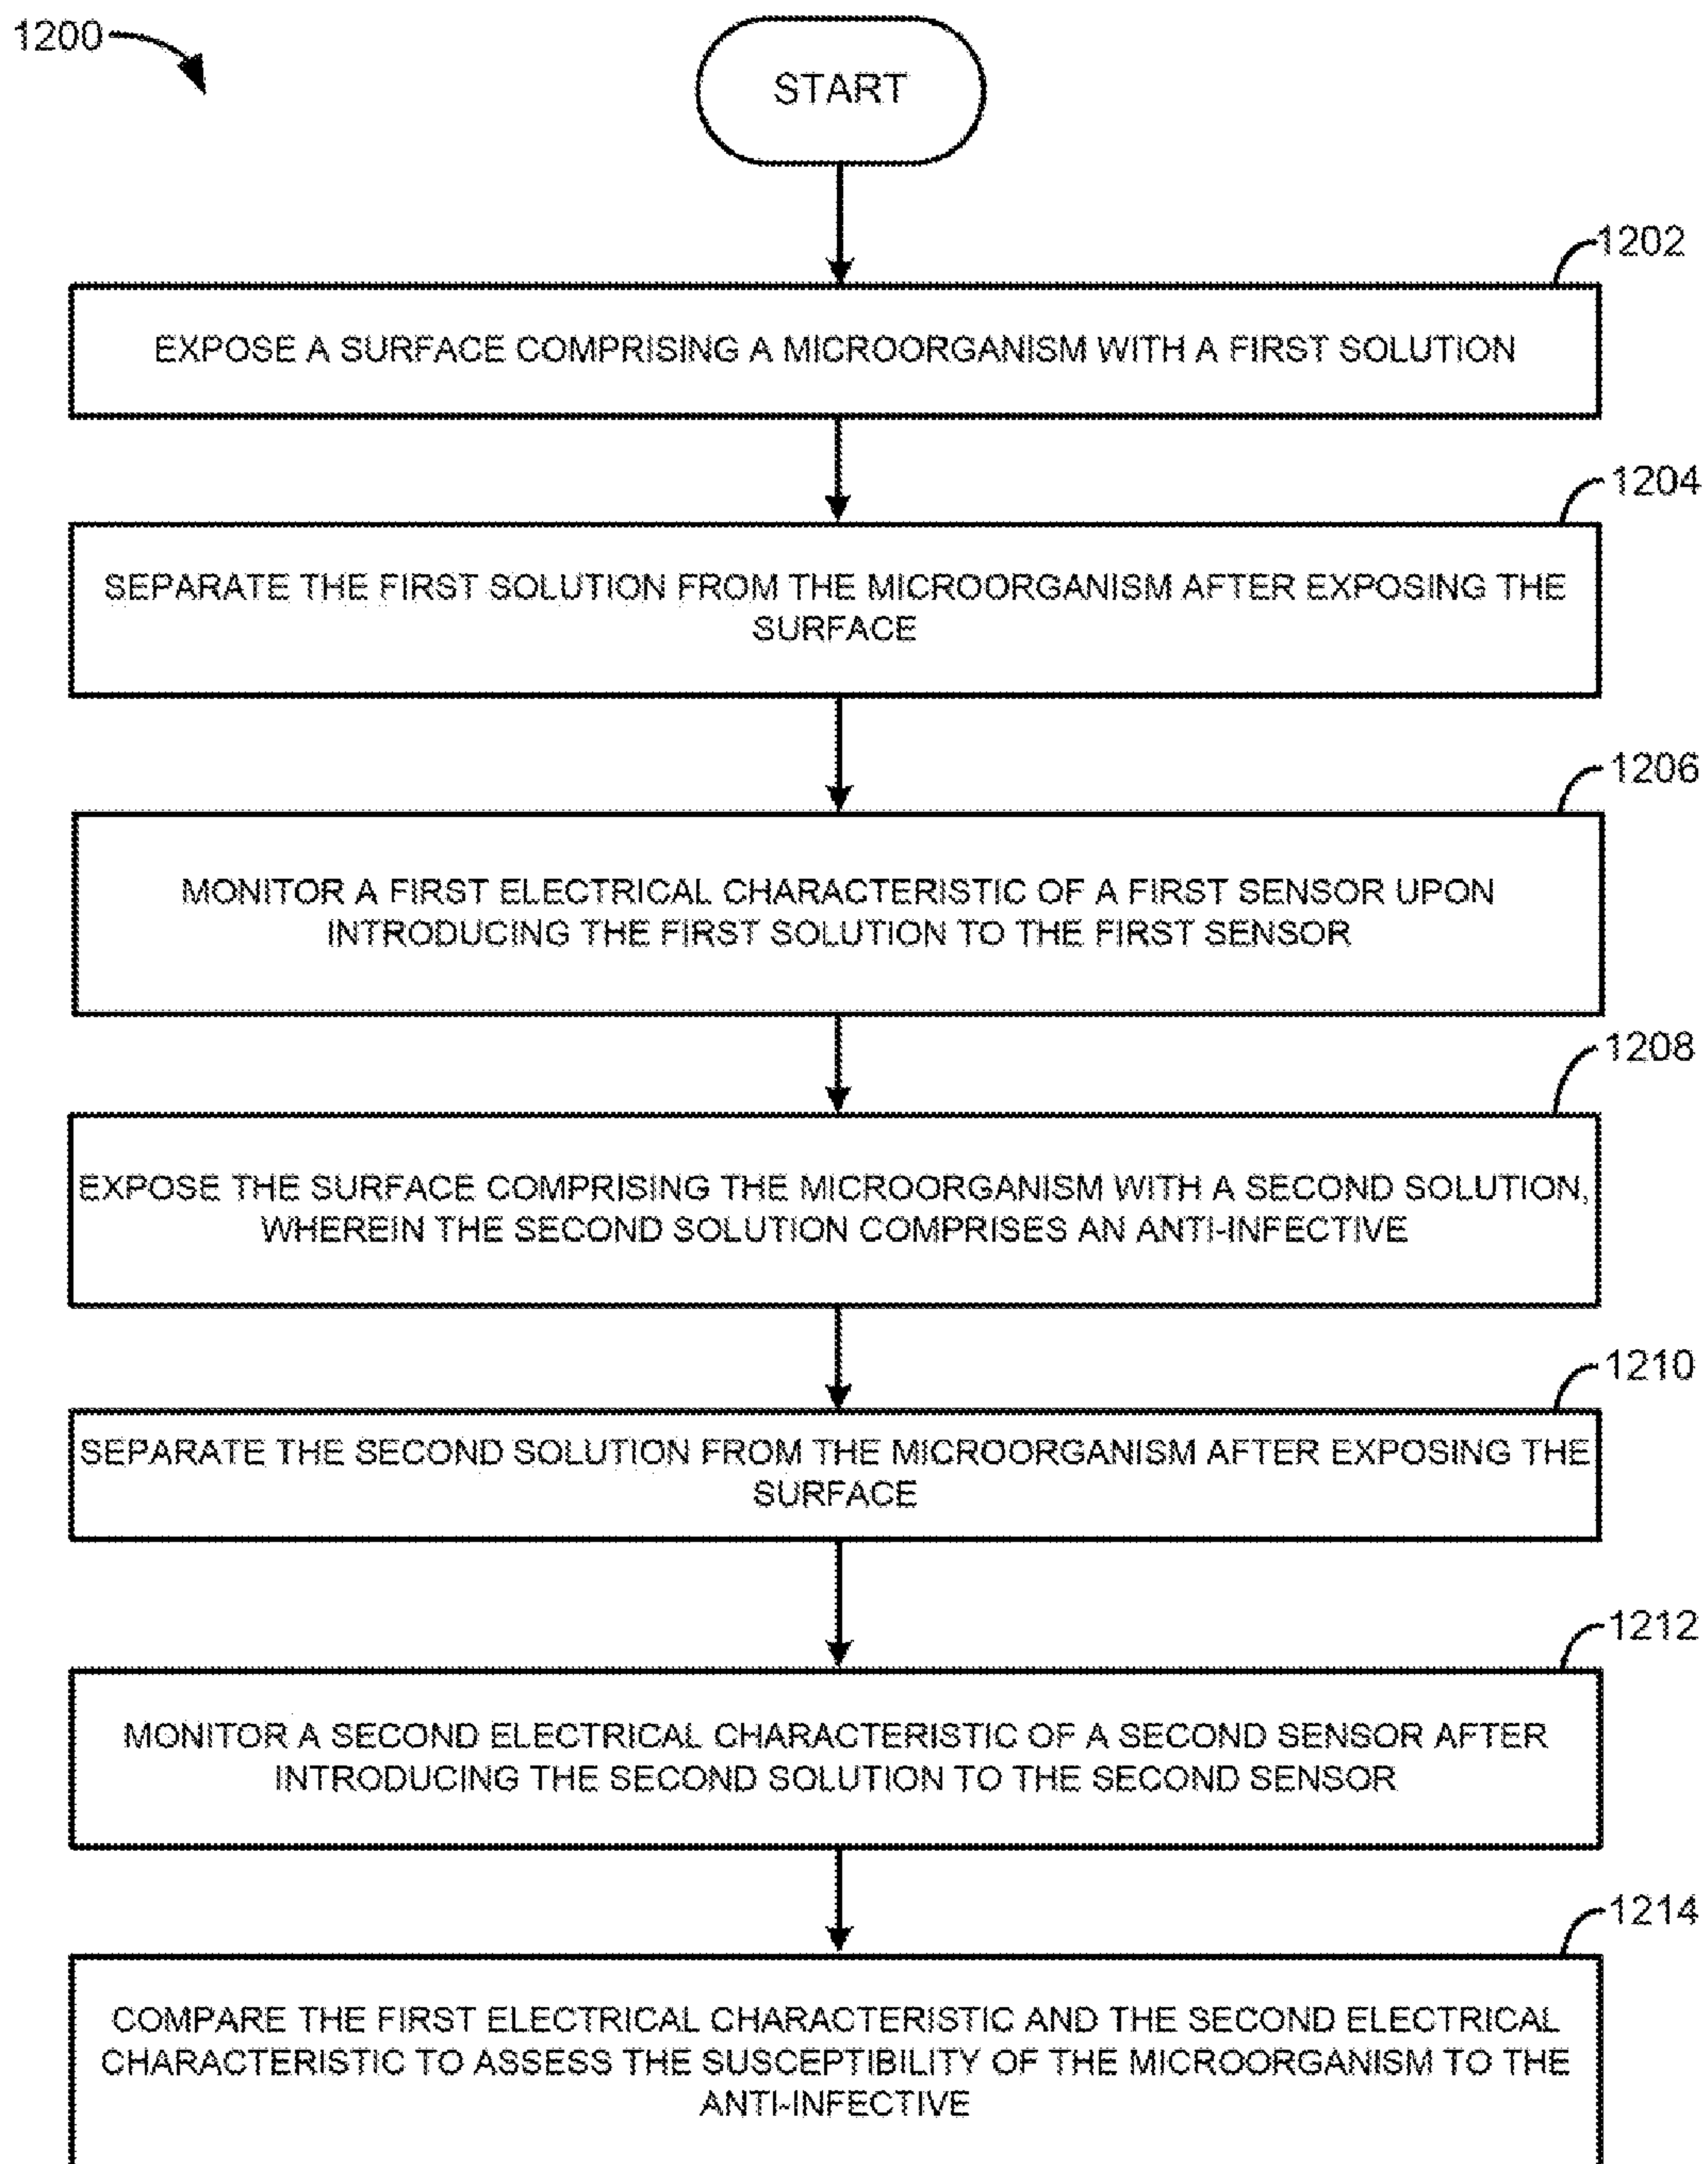 1200
START
1202
EXPOSE A SURFACE COMPRISING A MICROORGANISM WITH A FIRST SOLUTION
1204
SEPARATE THE FIRST SOLUTION FROM THE MICROORGANISM AFTER EXPOSING THE
SURFACE
1206
MONITOR A FIRST ELECTRICAL CHARACTERISTIC OF A FIRST SENSOR UPON
INTRODUCING THE FIRST SOLUTION TO THE FIRST SENSOR
1208
EXPOSE THE SURFACE COMPRISING THE MICROORGANISM WITH A SECOND SOLUTION,
WHEREIN THE SECOND SOLUTION COMPRISES AN ANTI-INFECTIVE
1210
SEPARATE THE SECOND SOLUTION FROM THE MICROORGANISM AFTER EXPOSING THE
SURFACE
1212
MONITOR A SECOND ELECTRICAL CHARACTERISTIC OF A SECOND SENSOR AFTER
INTRODUCING THE SECOND SOLUTION TO THE SECOND SENSOR
1214
COMPARE THE FIRST ELECTRICAL CHARACTERISTIC AND THE SECOND ELECTRICAL
CHARACTERISTIC TO ASSESS THE SUSCEPTIBILITY OF THE MICROORGANISM TO THE
ANTI-INFECTIVE